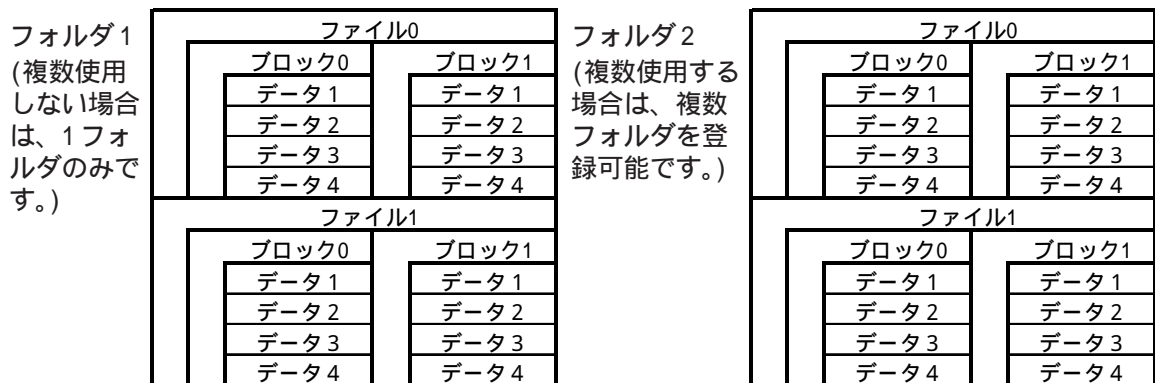 フォルダ1
(複数使用
しない場合
は、1フォ
ルダのみで
す。)
ファイル0
ブロック0 ブロック1
データ1 データ1
データ2 データ2
データ3 データ3
データ4 データ4
ファイル1
ブロック0 ブロック1
データ1 データ1
データ2 データ2
データ3 データ3
データ4 データ4
フォルダ2
(複数使用する
場合は、複数
フォルダを登
録可能です。)
ファイル0
ブロック0 ブロック1
データ1 データ1
データ2 データ2
データ3 データ3
データ4 データ4
ファイル1
ブロック0 ブロック1
データ1 データ1
データ2 データ2
データ3 データ3
データ4 データ4